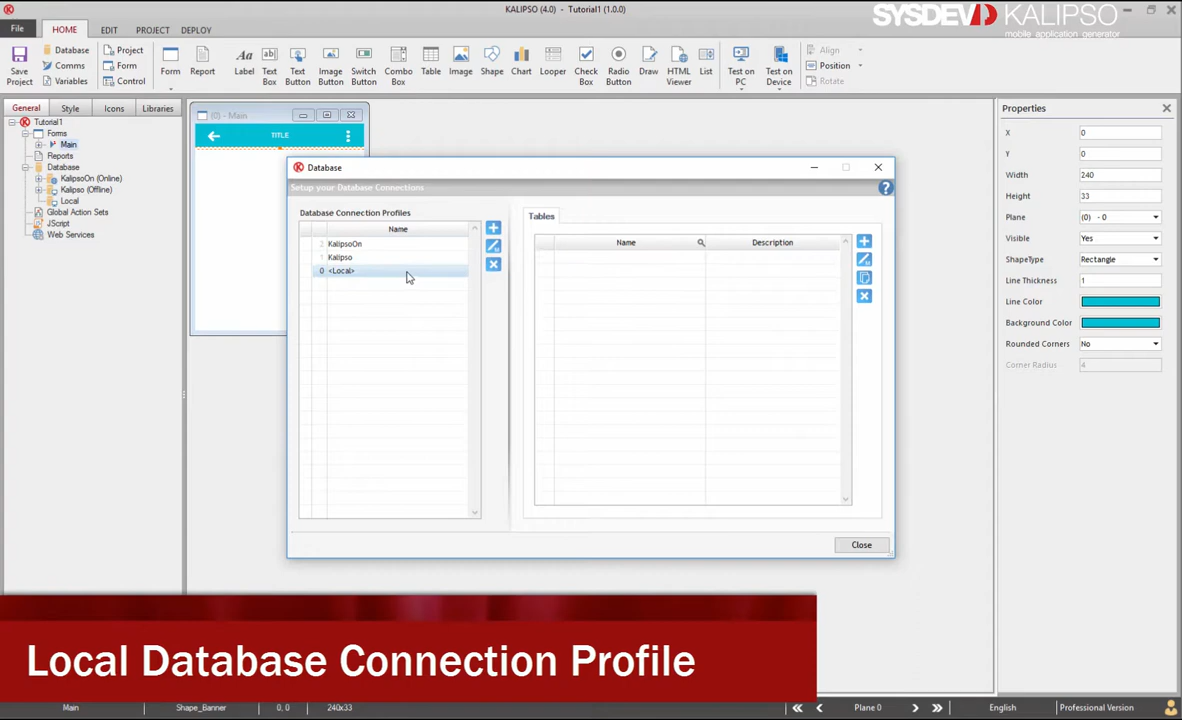 KALIPSO (4.0) - Tutorial1 (1.0.0)
SYSDEV KALIPSO
mobile application generator
File HOME EDIT PROJECT DEPLOY
Save Project
Database
Comms
Variables
Project
Form
Control
Form
Report
Label
Text Box
Text Button
Image Button
Switch Button
Combo Box
Table
Image
Shape
Chart
Looper
Check Box
Radio Button
Draw
HTML Viewer
List
Test on PC
Test on Device
Align
Position
Rotate
General Style Icons Libraries
Tutorial1
Forms
Main
Reports
Database
KalipsoOn (Online)
Kalipso (Offline)
Local
Global Action Sets
JScript
Web Services
(0) - Main
TITLE
Database
Setup your Database Connections
Database Connection Profiles
Name
2 KalipsoOn
1 Kalipso
0 <Local>
Tables
Name Description
Close
Properties
X 0
Y 0
Width 240
Height 33
Plane (0) - 0
Visible Yes
ShapeType Rectangle
Line Thickness 1
Line Color
Background Color
Rounded Corners No
Corner Radius 4
Local Database Connection Profile
Main Shape_Banner 0, 0 240x33 Plane 0 English Professional Version